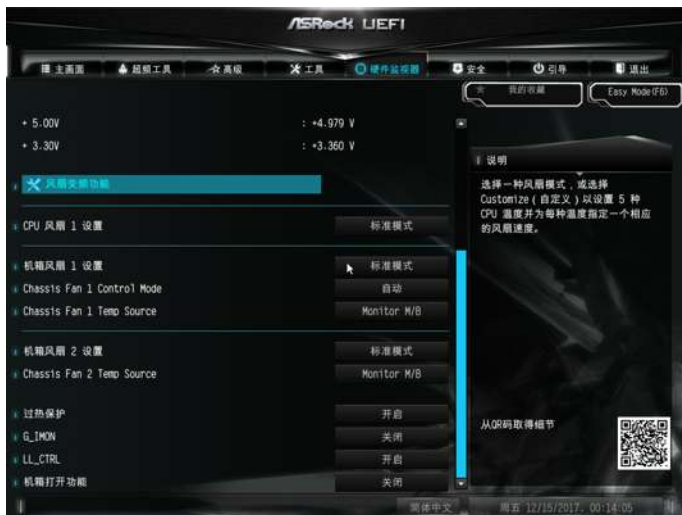 ASRock UEFI
主画面 超频工具 高级 工具 硬件监视器 安全 引导 退出
我的收藏 Easy Mode(F6)
+ 5.00V : +4.979 V
+ 3.30V : +3.360 V
风扇变频功能
CPU 风扇 1 设置 标准模式
机箱风扇 1 设置 标准模式
Chassis Fan 1 Control Mode 自动
Chassis Fan 1 Temp Source Monitor M/B
机箱风扇 2 设置 标准模式
Chassis Fan 2 Temp Source Monitor M/B
过热保护 开启
G_IMON 关闭
LL_CTRL 开启
机箱打开功能 关闭
说明
选择一种风扇模式，或选择
Customize（自定义）以设置 5 种
CPU 温度并为每种温度指定一个相应
的风扇速度。
从QR码取得细节
简体中文 周五 12/15/2017. 00:14:05